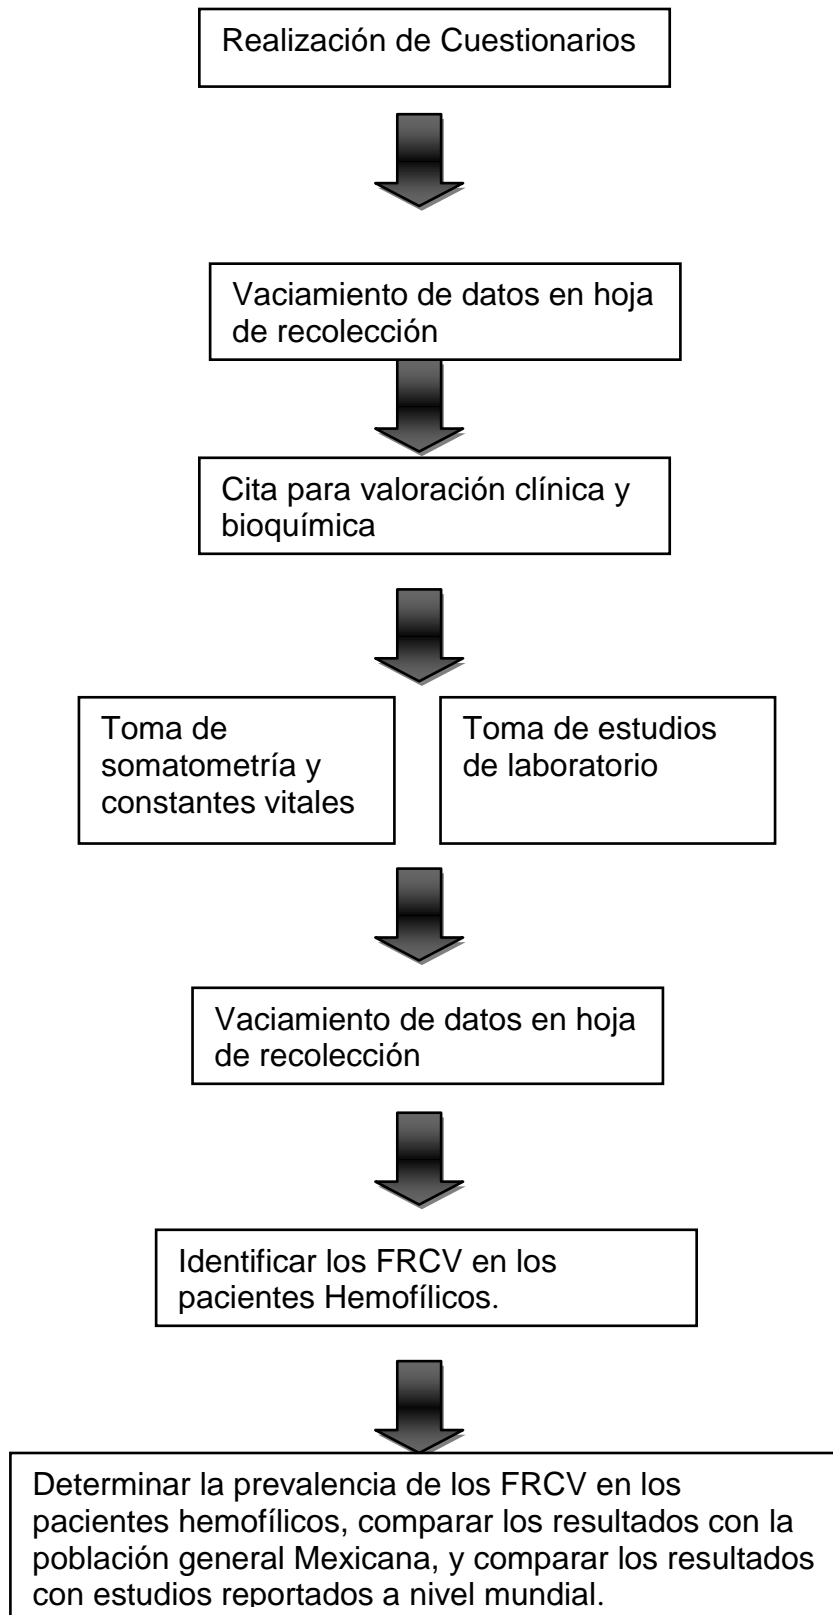 Realización de Cuestionarios
Vaciamiento de datos en hoja
de recolección
Cita para valoración clínica y
bioquímica
Toma de
somatometría y
constantes vitales
Toma de estudios
de laboratorio
Vaciamiento de datos en hoja
de recolección
Identificar los FRCV en los
pacientes Hemofílicos.
Determinar la prevalencia de los FRCV en los
pacientes hemofílicos, comparar los resultados con la
población general Mexicana, y comparar los resultados
con estudios reportados a nivel mundial.